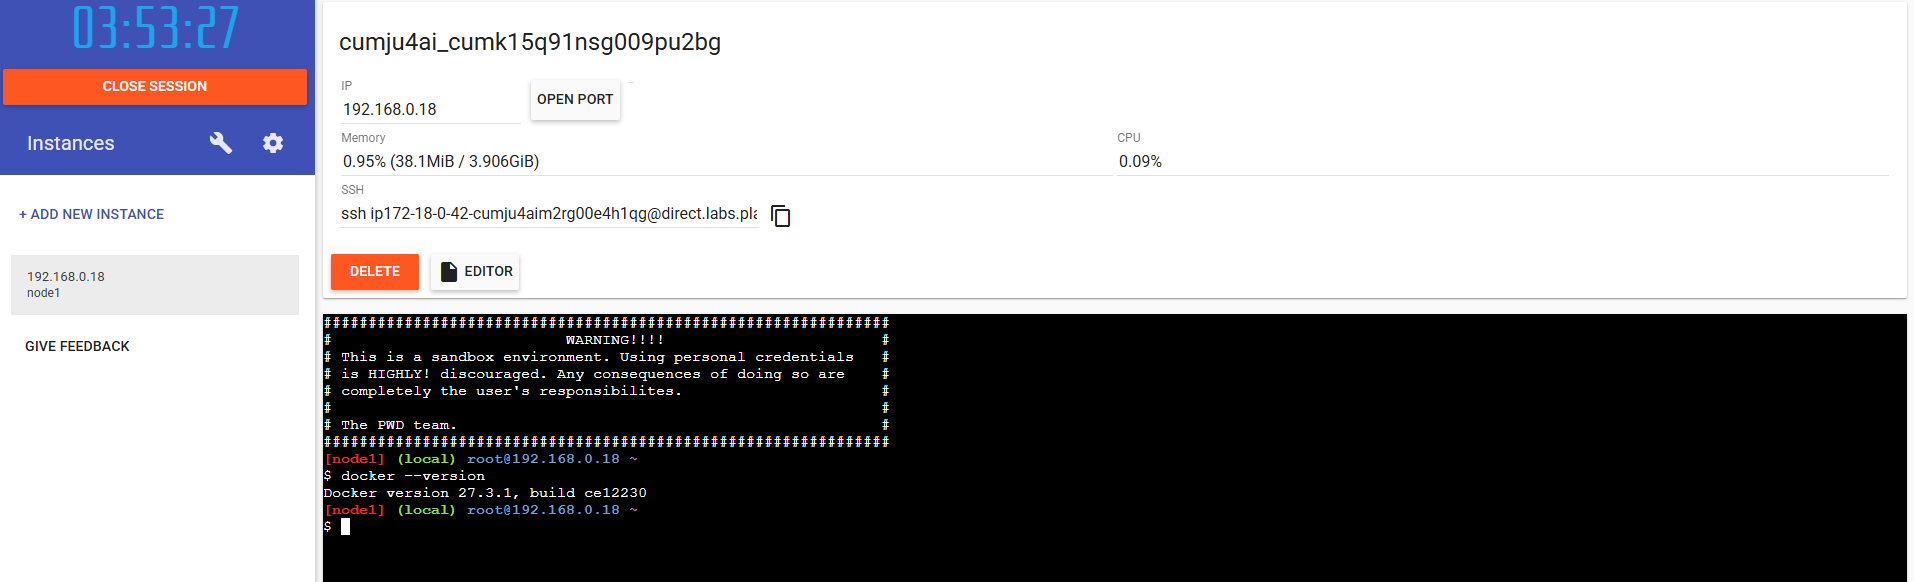 03:53:27
CLOSE SESSION
Instances
+ ADD NEW INSTANCE
192.168.0.18
node1
GIVE FEEDBACK
cumju4ai_cumk15q91nsg009pu2bg
IP
192.168.0.18
OPEN PORT
Memory
0.95% (38.1MiB / 3.906GiB)
CPU
0.09%
SSH
ssh ip172-18-0-42-cumju4aim2rg00e4h1qg@direct.labs.pla
DELETE
EDITOR
###############################################################
# WARNING!!!! #
# This is a sandbox environment. Using personal credentials #
# is HIGHLY! discouraged. Any consequences of doing so are #
# completely the user's responsibilites. #
# #
# The PWD team. #
###############################################################
[node1] (local) root@192.168.0.18 ~
$ docker --version
Docker version 27.3.1, build ce12230
[node1] (local) root@192.168.0.18 ~
$